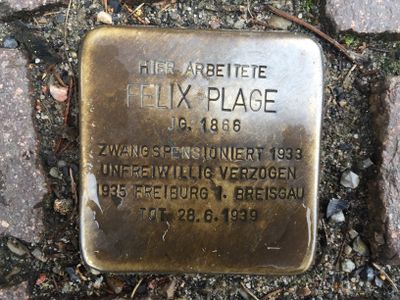 HIER ARBEITETE
FELIX PLAGE
JG. 1866
ZWANGSPENSIONIERT 1933
UNFREIWILLIG VERZOGEN
1935 FREIBURG I. BREISGAU
TOT 28.6.1939